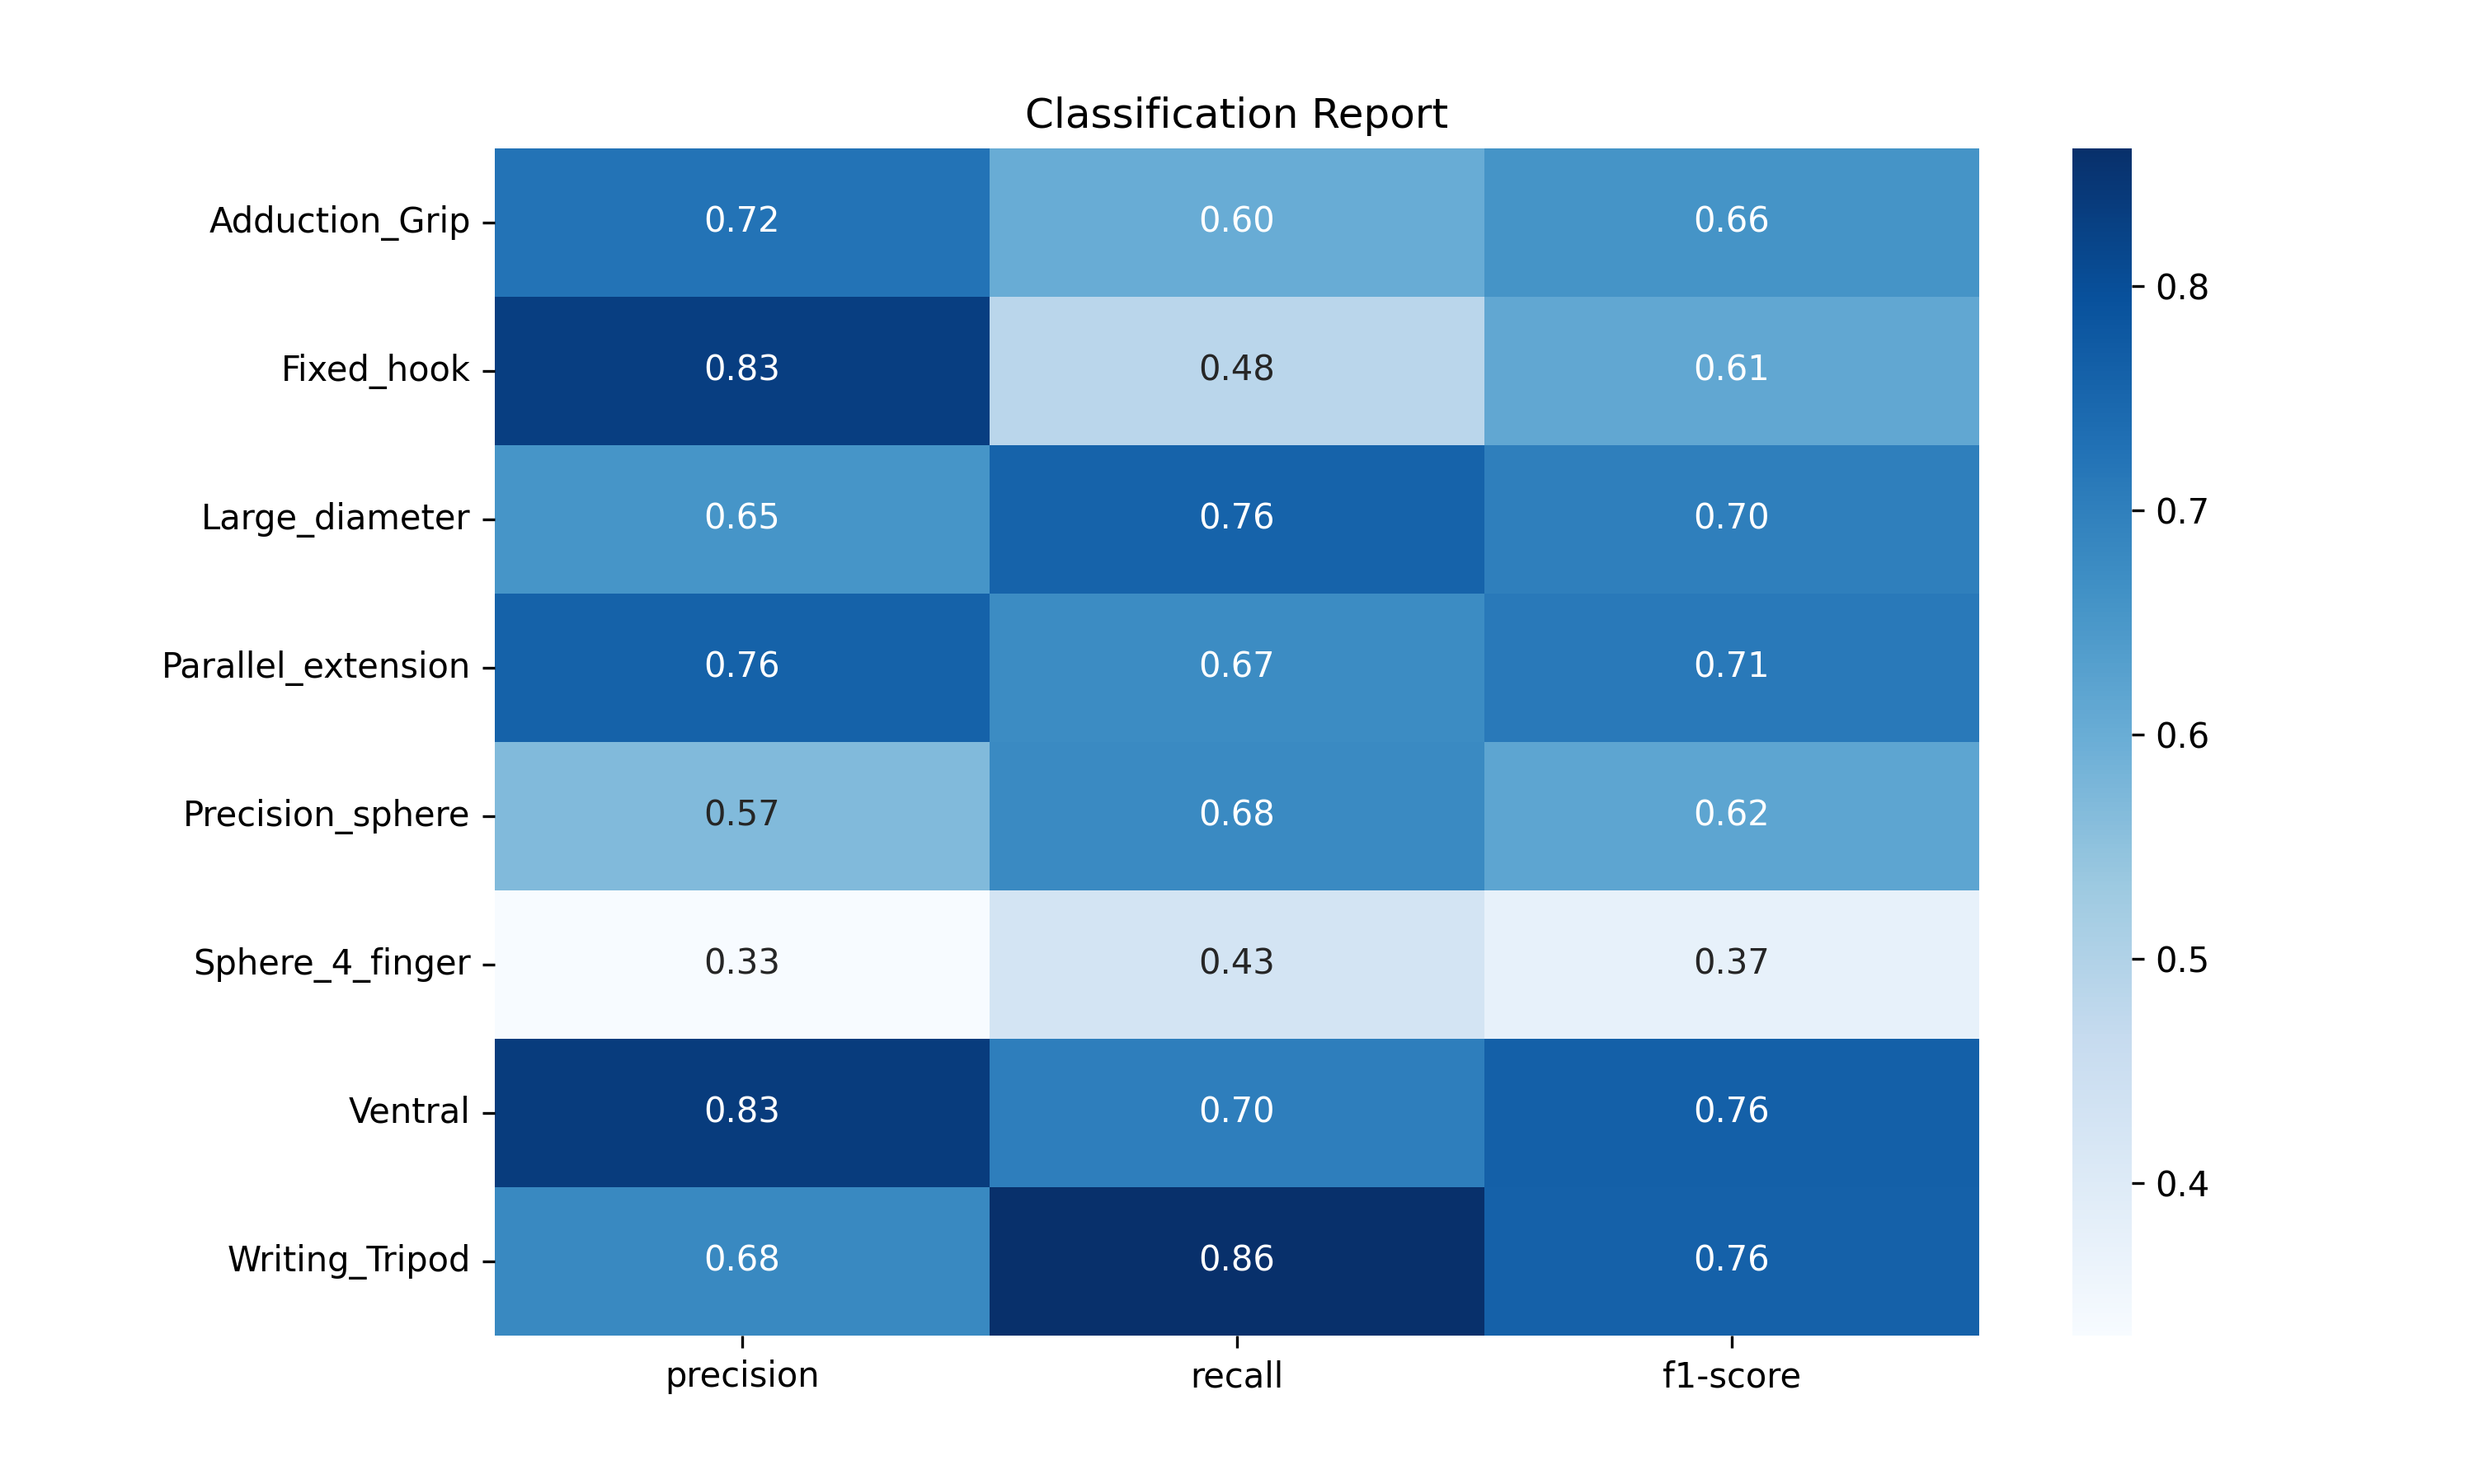 Classification Report
Adduction_Grip 0.72 0.60 0.66
Fixed_hook 0.83 0.48 0.61
Large_diameter 0.65 0.76 0.70
Parallel_extension 0.76 0.67 0.71
Precision_sphere 0.57 0.68 0.62
Sphere_4_finger 0.33 0.43 0.37
Ventral 0.83 0.70 0.76
Writing_Tripod 0.68 0.86 0.76
precision recall f1-score
0.8
0.7
0.6
0.5
0.4